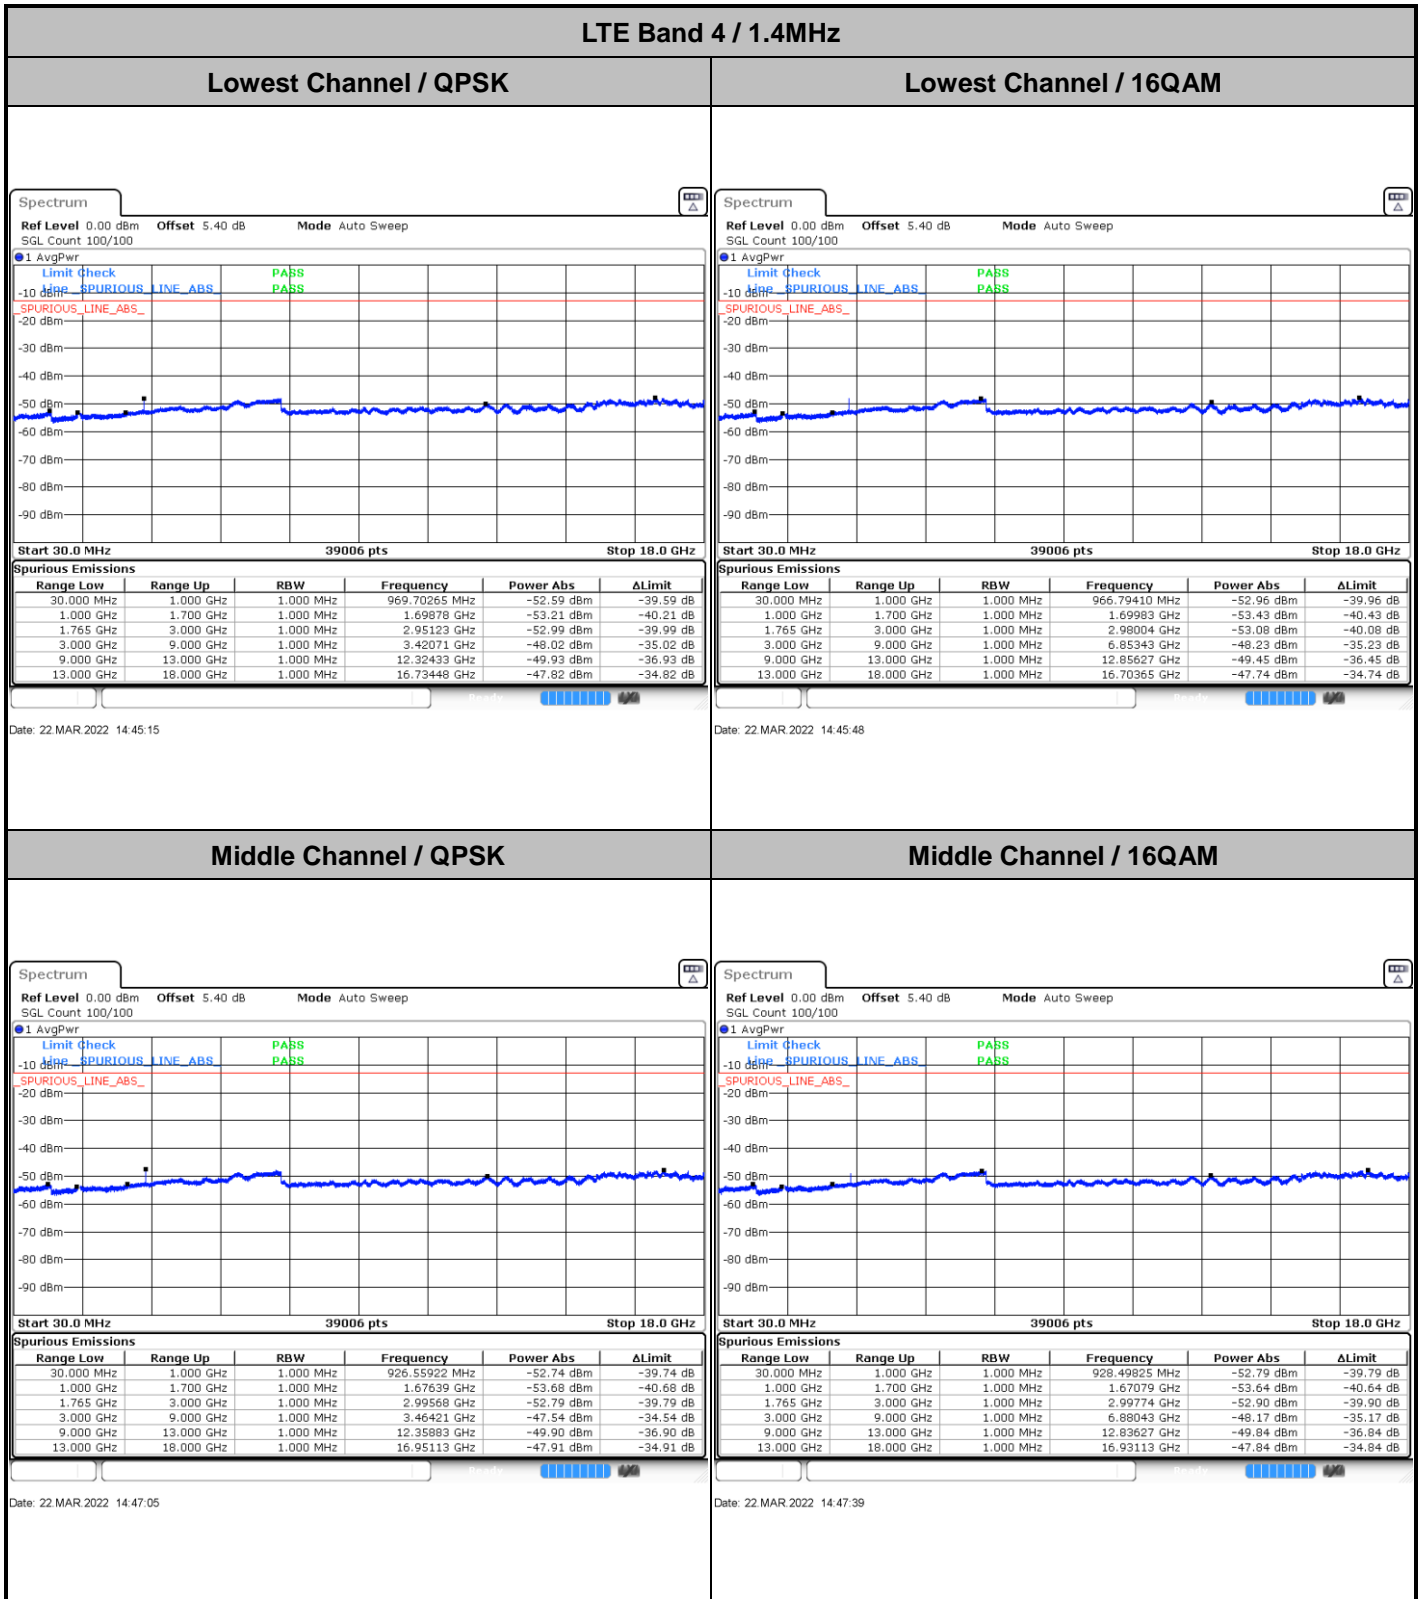 LTE Band 4 / 1.4MHz
Lowest Channel / QPSK
Lowest Channel / 16QAM
Spectrum
Ref Level 0.00 dBm Offset 5.40 dB Mode Auto Sweep
SGL Count 100/100
1 AvgPwr
Limit Check PASS
Line _SPURIOUS_LINE_ABS_ PASS
-10 dBm
_SPURIOUS_LINE_ABS_
-20 dBm
-30 dBm
-40 dBm
-50 dBm
-60 dBm
-70 dBm
-80 dBm
-90 dBm
Start 30.0 MHz 39006 pts Stop 18.0 GHz
Spurious Emissions
Range Low Range Up RBW Frequency Power Abs ΔLimit
30.000 MHz 1.000 GHz 1.000 MHz 969.70265 MHz -52.59 dBm -39.59 dB
1.000 GHz 1.700 GHz 1.000 MHz 1.69878 GHz -53.21 dBm -40.21 dB
1.765 GHz 3.000 GHz 1.000 MHz 2.95123 GHz -52.99 dBm -39.99 dB
3.000 GHz 9.000 GHz 1.000 MHz 3.42071 GHz -48.02 dBm -35.02 dB
9.000 GHz 13.000 GHz 1.000 MHz 12.32433 GHz -49.93 dBm -36.93 dB
13.000 GHz 18.000 GHz 1.000 MHz 16.73448 GHz -47.82 dBm -34.82 dB
Date: 22.MAR.2022 14:45:15
Spectrum
Ref Level 0.00 dBm Offset 5.40 dB Mode Auto Sweep
SGL Count 100/100
1 AvgPwr
Limit Check PASS
Line _SPURIOUS_LINE_ABS_ PASS
-10 dBm
_SPURIOUS_LINE_ABS_
-20 dBm
-30 dBm
-40 dBm
-50 dBm
-60 dBm
-70 dBm
-80 dBm
-90 dBm
Start 30.0 MHz 39006 pts Stop 18.0 GHz
Spurious Emissions
Range Low Range Up RBW Frequency Power Abs ΔLimit
30.000 MHz 1.000 GHz 1.000 MHz 966.79410 MHz -52.96 dBm -39.96 dB
1.000 GHz 1.700 GHz 1.000 MHz 1.69983 GHz -53.43 dBm -40.43 dB
1.765 GHz 3.000 GHz 1.000 MHz 2.98004 GHz -53.08 dBm -40.08 dB
3.000 GHz 9.000 GHz 1.000 MHz 6.85343 GHz -48.23 dBm -35.23 dB
9.000 GHz 13.000 GHz 1.000 MHz 12.85627 GHz -49.45 dBm -36.45 dB
13.000 GHz 18.000 GHz 1.000 MHz 16.70365 GHz -47.74 dBm -34.74 dB
Date: 22.MAR.2022 14:45:48
Middle Channel / QPSK
Middle Channel / 16QAM
Spectrum
Ref Level 0.00 dBm Offset 5.40 dB Mode Auto Sweep
SGL Count 100/100
1 AvgPwr
Limit Check PASS
Line _SPURIOUS_LINE_ABS_ PASS
-10 dBm
_SPURIOUS_LINE_ABS_
-20 dBm
-30 dBm
-40 dBm
-50 dBm
-60 dBm
-70 dBm
-80 dBm
-90 dBm
Start 30.0 MHz 39006 pts Stop 18.0 GHz
Spurious Emissions
Range Low Range Up RBW Frequency Power Abs ΔLimit
30.000 MHz 1.000 GHz 1.000 MHz 926.55922 MHz -52.74 dBm -39.74 dB
1.000 GHz 1.700 GHz 1.000 MHz 1.67639 GHz -53.68 dBm -40.68 dB
1.765 GHz 3.000 GHz 1.000 MHz 2.99568 GHz -52.79 dBm -39.79 dB
3.000 GHz 9.000 GHz 1.000 MHz 3.46421 GHz -47.54 dBm -34.54 dB
9.000 GHz 13.000 GHz 1.000 MHz 12.35883 GHz -49.90 dBm -36.90 dB
13.000 GHz 18.000 GHz 1.000 MHz 16.95113 GHz -47.91 dBm -34.91 dB
Date: 22.MAR.2022 14:47:05
Spectrum
Ref Level 0.00 dBm Offset 5.40 dB Mode Auto Sweep
SGL Count 100/100
1 AvgPwr
Limit Check PASS
Line _SPURIOUS_LINE_ABS_ PASS
-10 dBm
_SPURIOUS_LINE_ABS_
-20 dBm
-30 dBm
-40 dBm
-50 dBm
-60 dBm
-70 dBm
-80 dBm
-90 dBm
Start 30.0 MHz 39006 pts Stop 18.0 GHz
Spurious Emissions
Range Low Range Up RBW Frequency Power Abs ΔLimit
30.000 MHz 1.000 GHz 1.000 MHz 928.49825 MHz -52.79 dBm -39.79 dB
1.000 GHz 1.700 GHz 1.000 MHz 1.67079 GHz -53.64 dBm -40.64 dB
1.765 GHz 3.000 GHz 1.000 MHz 2.99774 GHz -52.90 dBm -39.90 dB
3.000 GHz 9.000 GHz 1.000 MHz 6.88043 GHz -48.17 dBm -35.17 dB
9.000 GHz 13.000 GHz 1.000 MHz 12.83627 GHz -49.84 dBm -36.84 dB
13.000 GHz 18.000 GHz 1.000 MHz 16.93113 GHz -47.84 dBm -34.84 dB
Date: 22.MAR.2022 14:47:39